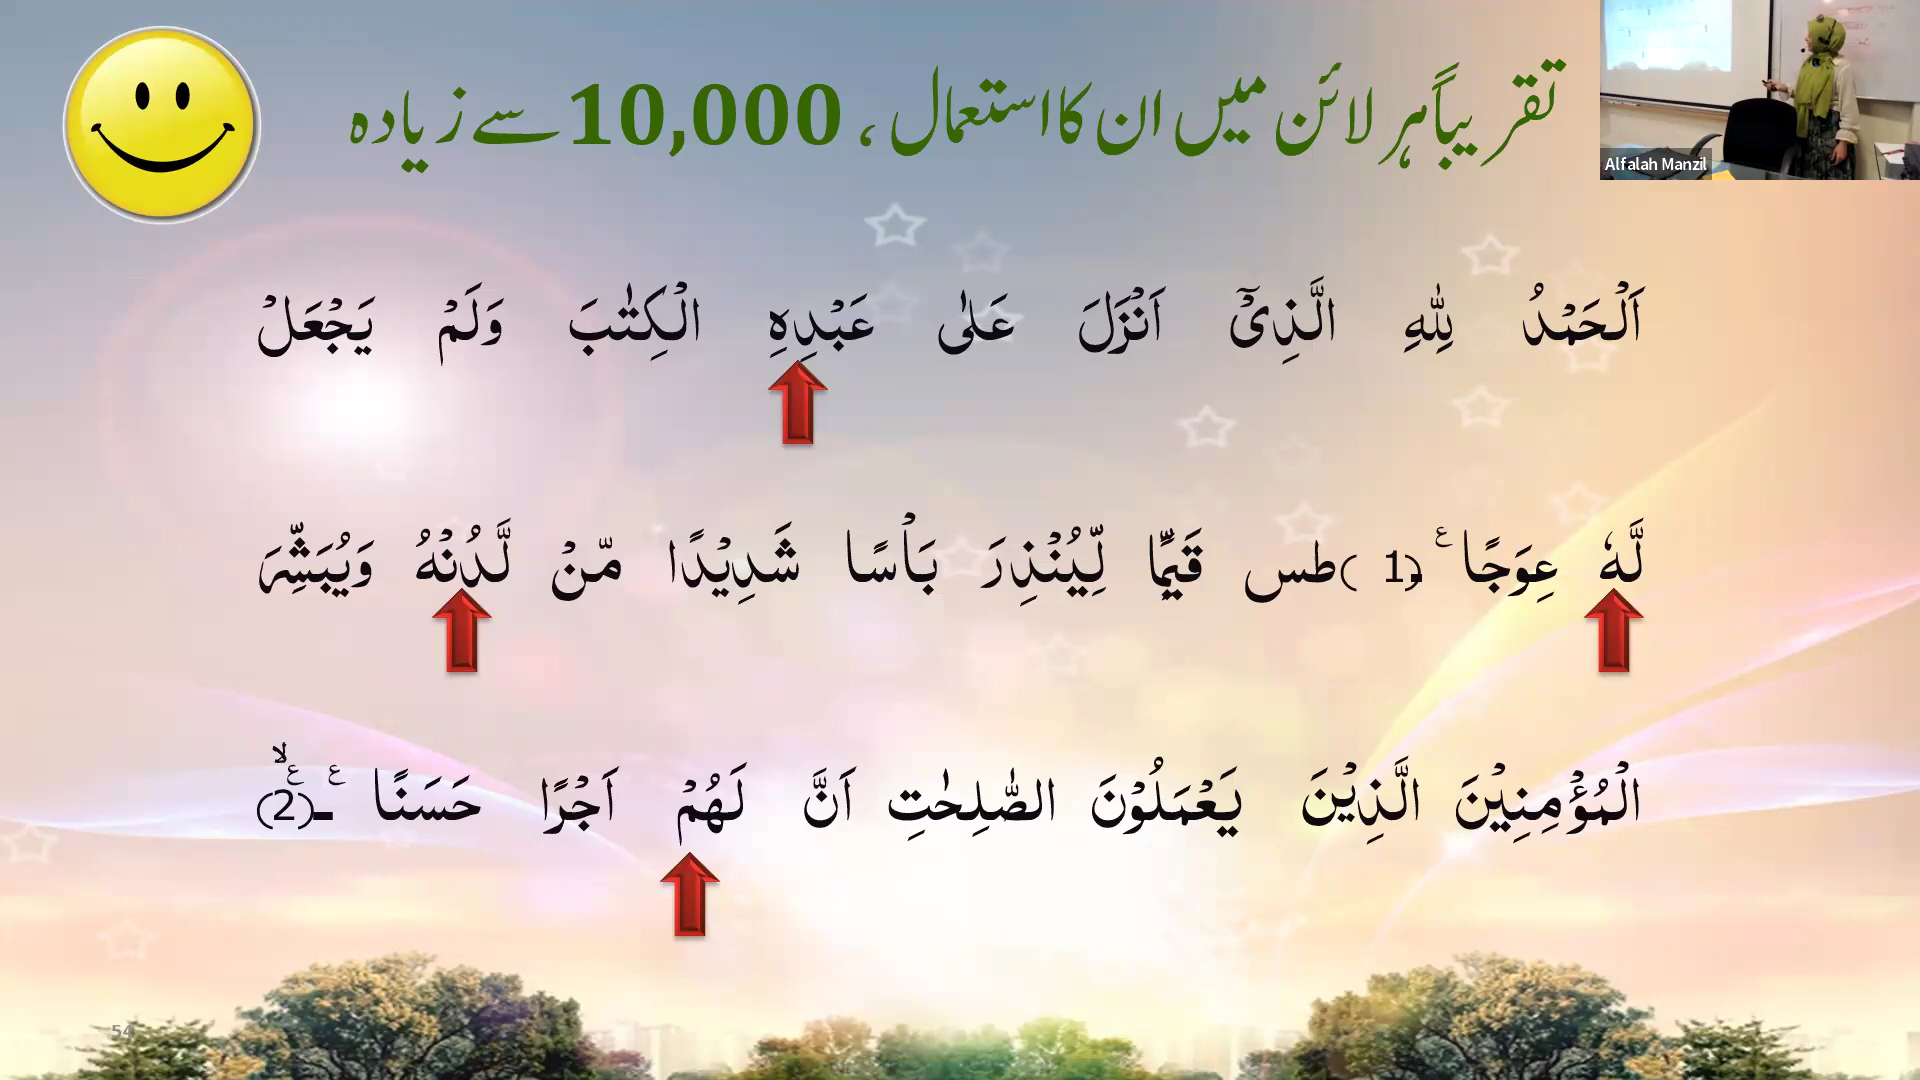 تقریباً ہر لائن میں ان کا استعمال ، 10,000 سے زیادہ
Alfalah Manzil
اَلْحَمْدُ لِلّٰهِ الَّذِيْٓ اَنْزَلَ عَلٰى عَبْدِهِ الْكِتٰبَ وَلَمْ يَجْعَلْ
لَّهٗ عِوَجًا ۜ (1) طس قَيِّمًا لِّيُنْذِرَ بَاْسًا شَدِيْدًا مِّنْ لَّدُنْهُ وَيُبَشِّرَ
الْمُؤْمِنِيْنَ الَّذِيْنَ يَعْمَلُوْنَ الصّٰلِحٰتِ اَنَّ لَهُمْ اَجْرًا حَسَنًا (2)
54